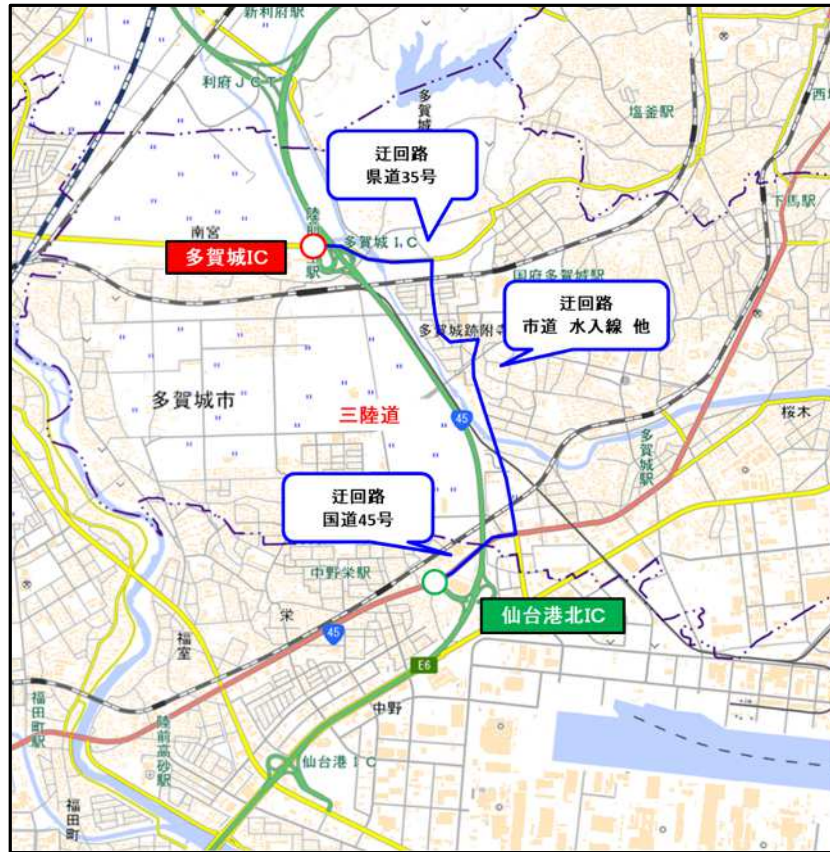 新利府駅
利府JCT
多賀城
塩釜駅
西塩
迂回路
県道35号
下馬駅
南宮
多賀城I.C
多賀城IC
国府多賀城駅
迂回路
市道 水入線 他
多賀城跡附寺
多賀城市
三陸道
45
桜木
多賀城駅
迂回路
国道45号
中野栄駅
仙台港北IC
栄
45
福室
E6
中野
福田町駅
陸前高砂駅
仙台港IC
福田町